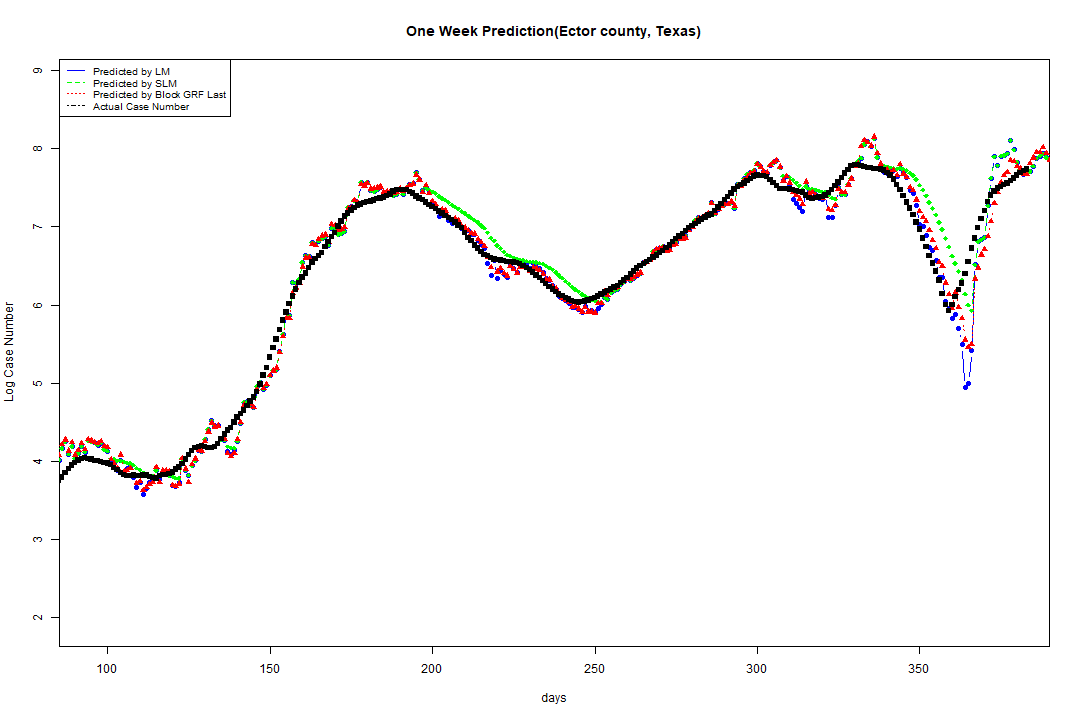 One Week Prediction(Ector county, Texas)
Predicted by LM
Predicted by SLM
Predicted by Block GRF Last
Actual Case Number
9
8
7
6
5
4
3
2
Log Case Number
100 150 200 250 300 350
days